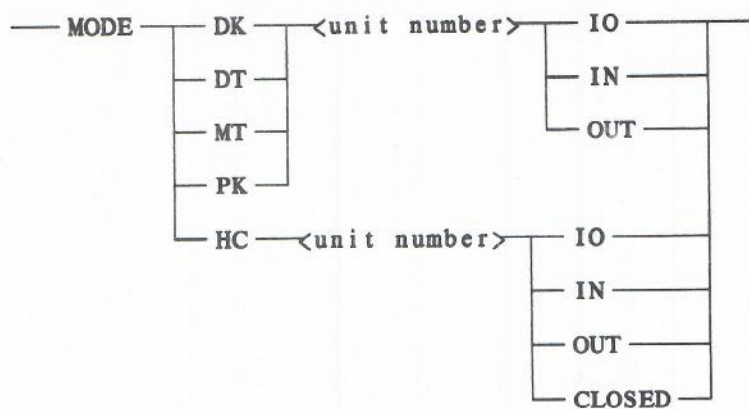 MODE DK <unit number> IO
DT IN
MT OUT
PK
HC <unit number> IO
IN
OUT
CLOSED